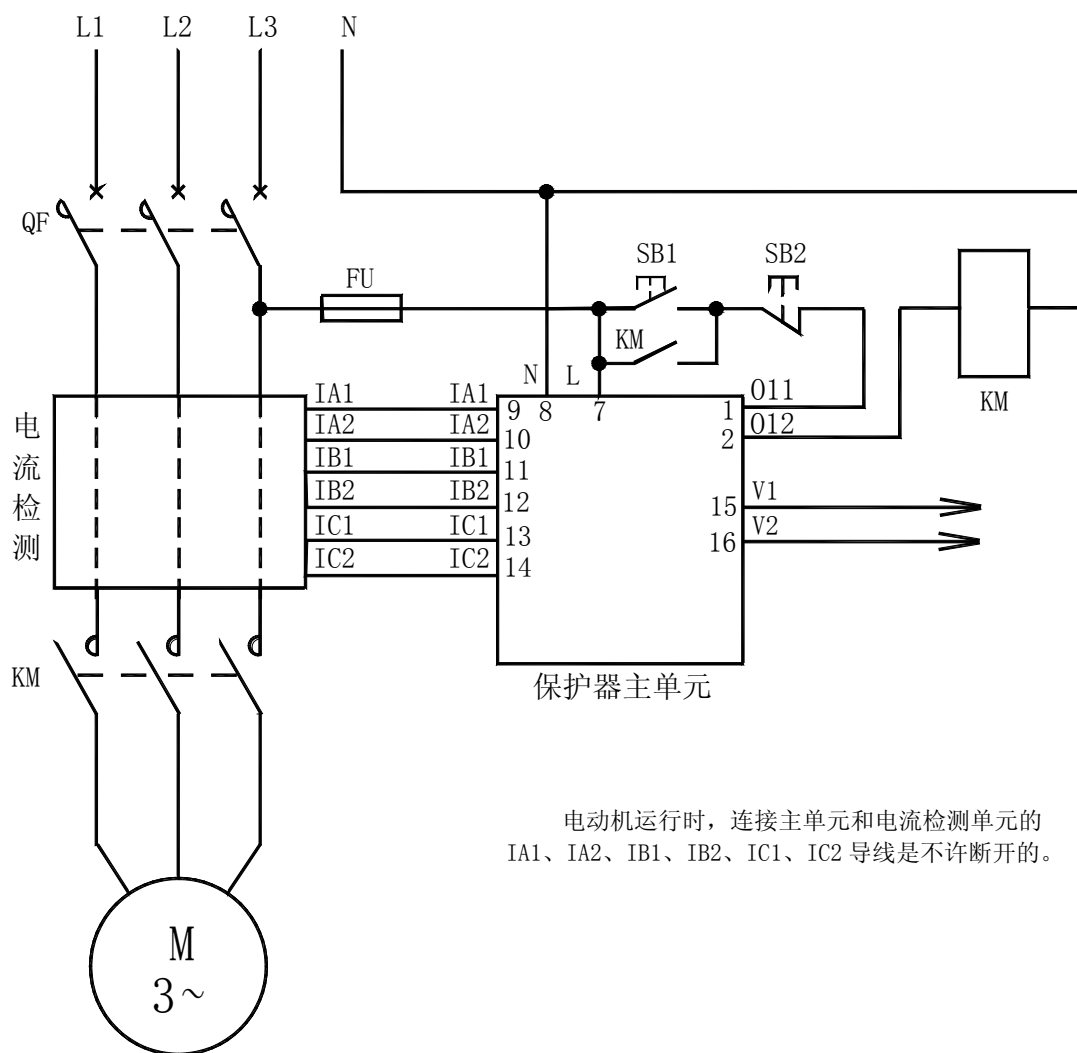 L1 L2 L3 N
QF
SB1 SB2
FU
KM
N L
KM
电流检测
IA1 IA1 9 8 7 1 O11
IA2 IA2 10 2 O12
IB1 IB1 11
IB2 IB2 12 15 V1
IC1 IC1 13 16 V2
IC2 IC2 14
KM
保护器主单元
电动机运行时，连接主单元和电流检测单元的
IA1、IA2、IB1、IB2、IC1、IC2 导线是不许断开的。
M
3~